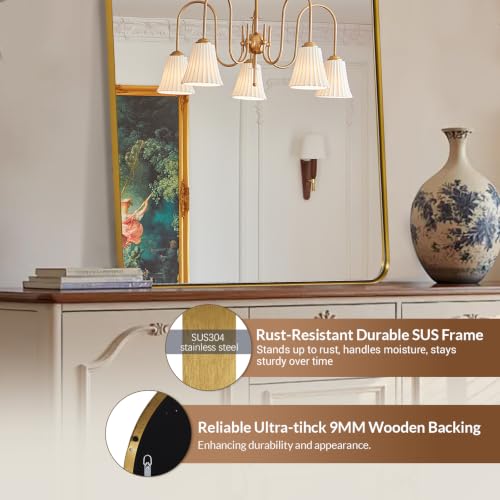 SUS304
stainless steel
Rust-Resistant Durable SUS Frame
Stands up to rust, handles moisture, stays
sturdy over time
Reliable Ultra-tihck 9MM Wooden Backing
Enhancing durability and appearance.